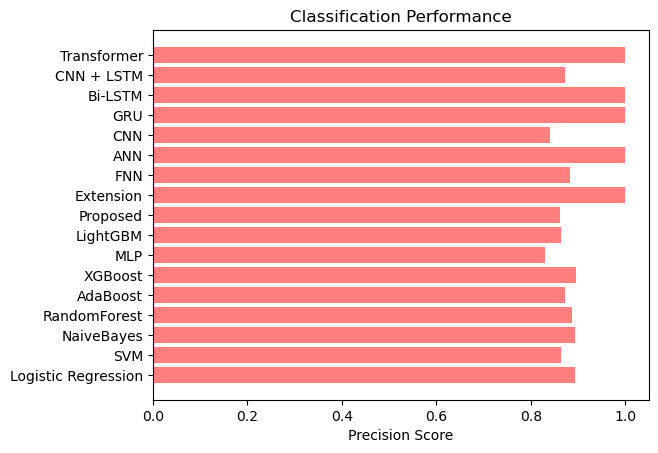 Classification Performance
Transformer
CNN + LSTM
Bi-LSTM
GRU
CNN
ANN
FNN
Extension
Proposed
LightGBM
MLP
XGBoost
AdaBoost
RandomForest
NaiveBayes
SVM
Logistic Regression
0.0 0.2 0.4 0.6 0.8 1.0
Precision Score